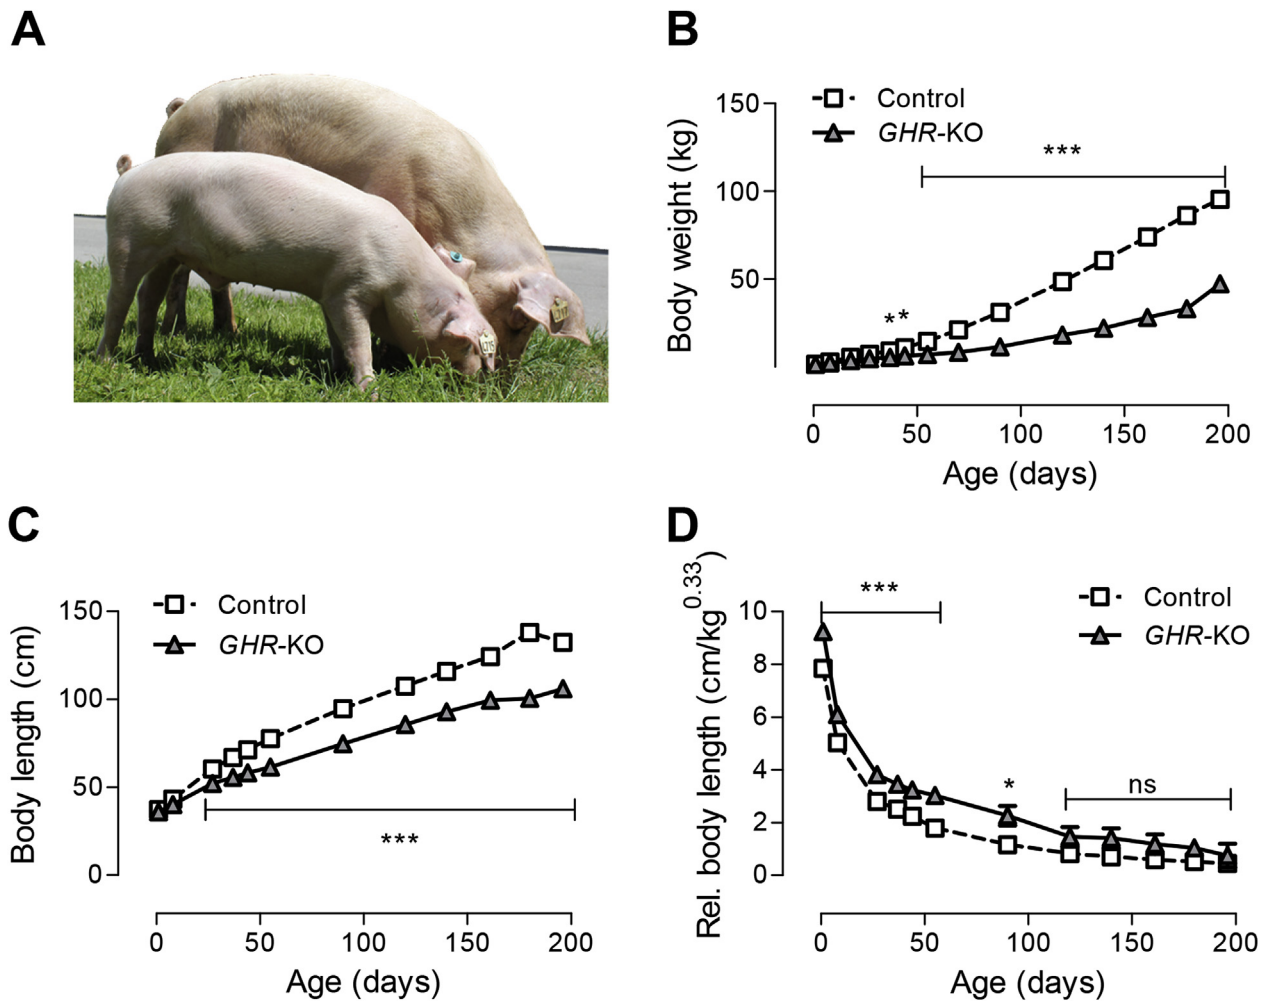 A
B
Control
GHR-KO
***
**
150
100
50
Body weight (kg)
0 50 100 150 200
Age (days)
C
Control
GHR-KO
***
150
100
50
0
Body length (cm)
0 50 100 150 200
Age (days)
D
Control
GHR-KO
***
*
ns
10
8
6
4
2
0
Rel. body length (cm/kg0.33)
0 50 100 150 200
Age (days)